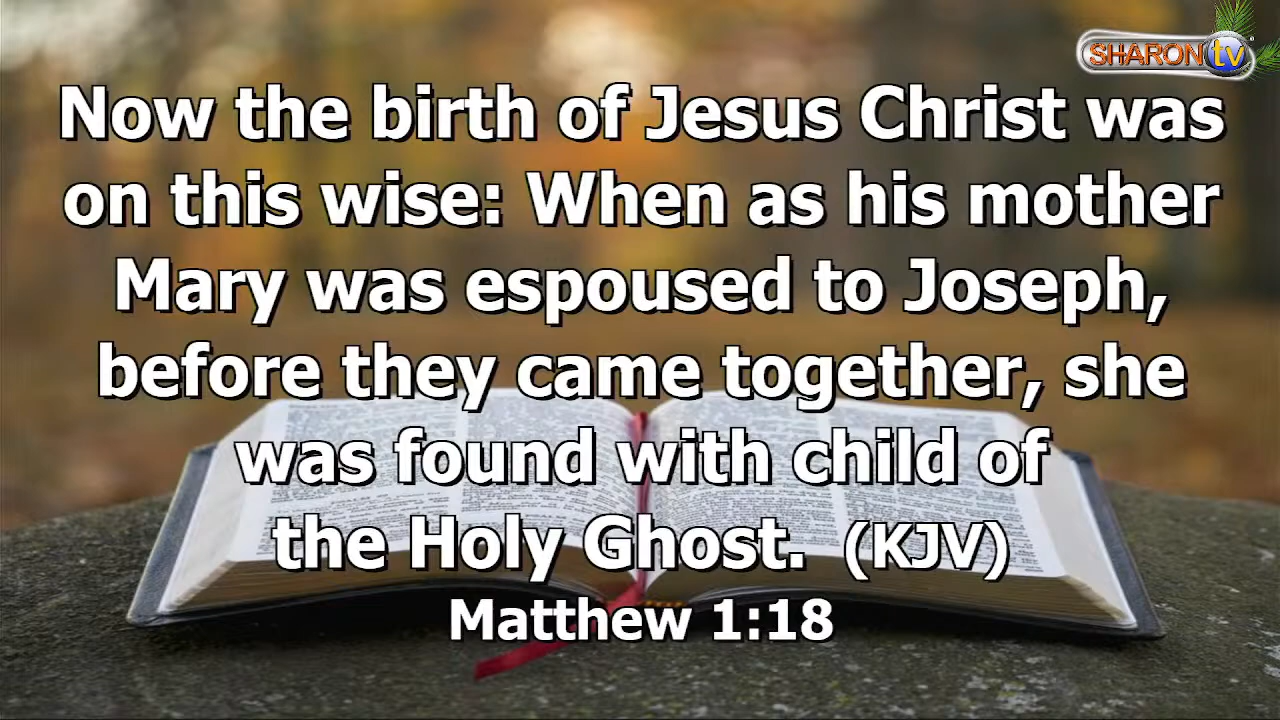 SHARON tv
Now the birth of Jesus Christ was
on this wise: When as his mother
Mary was espoused to Joseph,
before they came together, she
was found with child of
the Holy Ghost. (KJV)
Matthew 1:18